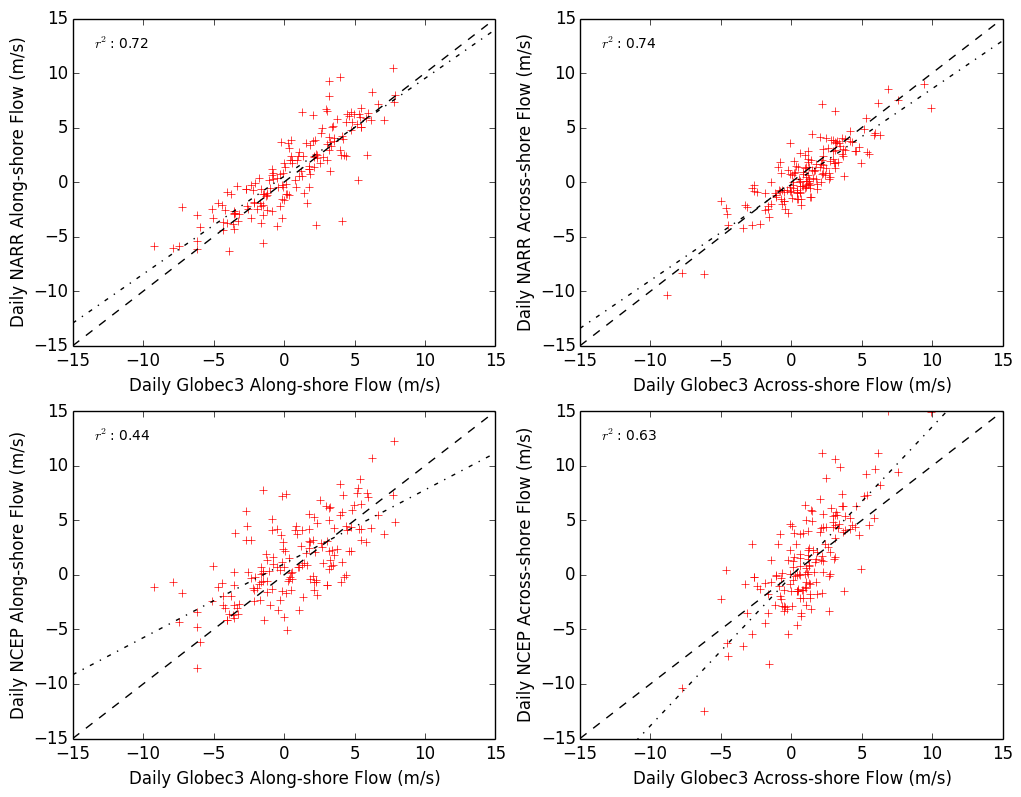 15
10
5
0
−5
−10
−15
Daily NARR Along-shore Flow (m/s)
r² : 0.72
−15 −10 −5 0 5 10 15
Daily Globec3 Along-shore Flow (m/s)
15
10
5
0
−5
−10
−15
Daily NARR Across-shore Flow (m/s)
r² : 0.74
−15 −10 −5 0 5 10 15
Daily Globec3 Across-shore Flow (m/s)
15
10
5
0
−5
−10
−15
Daily NCEP Along-shore Flow (m/s)
r² : 0.44
−15 −10 −5 0 5 10 15
Daily Globec3 Along-shore Flow (m/s)
15
10
5
0
−5
−10
−15
Daily NCEP Across-shore Flow (m/s)
r² : 0.63
−15 −10 −5 0 5 10 15
Daily Globec3 Across-shore Flow (m/s)